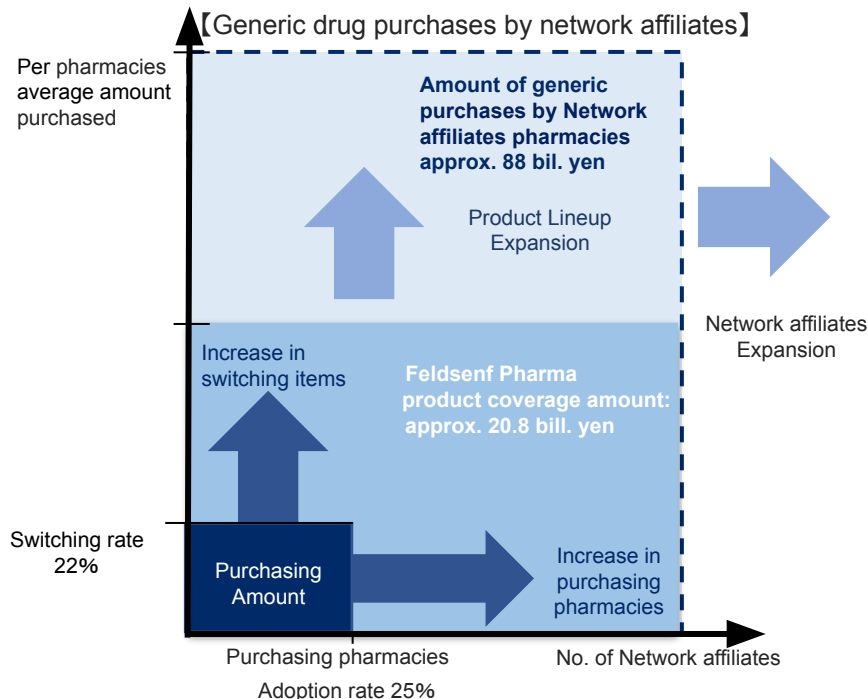 【Generic drug purchases by network affiliates】
Per pharmacies
average amount
purchased
Amount of generic
purchases by Network
affiliates pharmacies
approx. 88 bil. yen
Product Lineup
Expansion
Network affiliates
Expansion
Increase in
switching items
Feldsenf Pharma
product coverage amount:
approx. 20.8 bill. yen
Switching rate
22%
Purchasing
Amount
Increase in
purchasing
pharmacies
Purchasing pharmacies
No. of Network affiliates
Adoption rate 25%